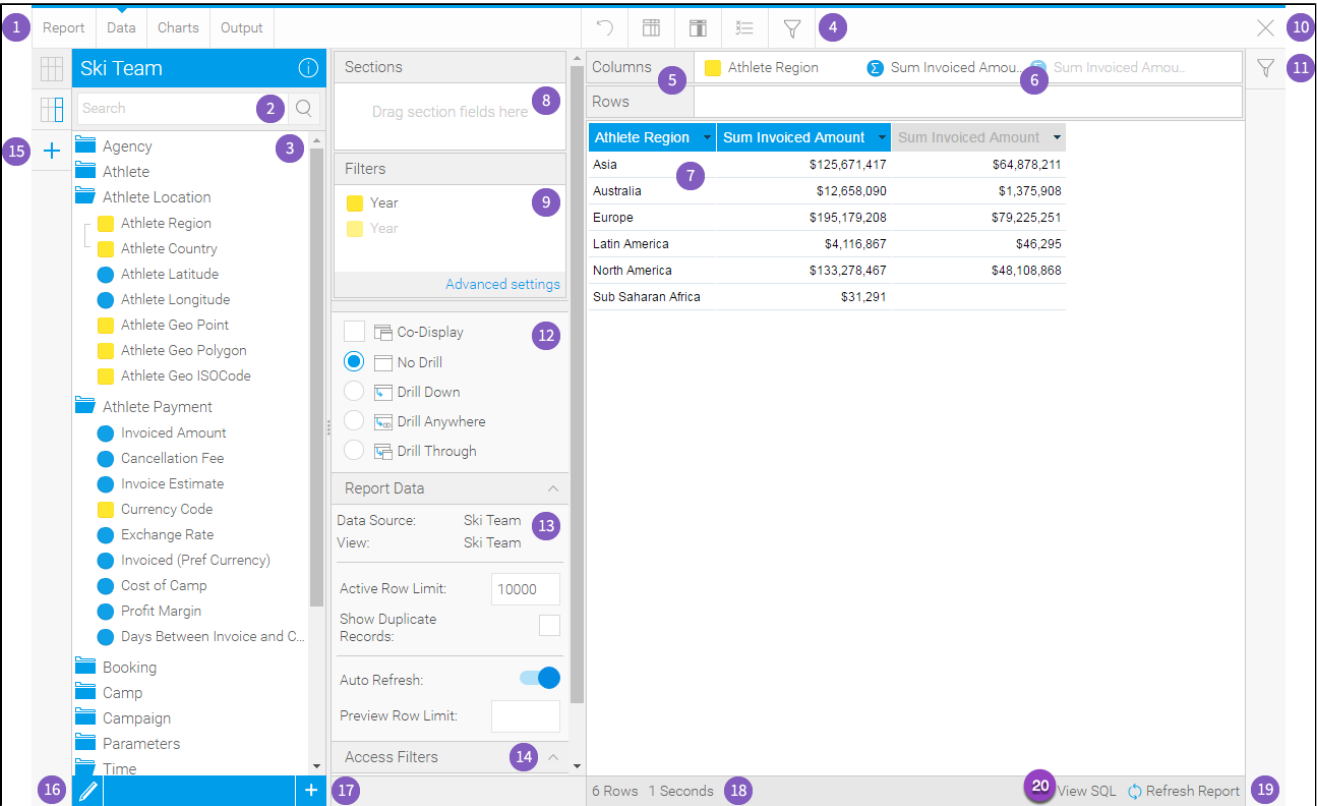 1 Report Data Charts Output 4 10
Ski Team
Search 2
15
3
Agency
Athlete
Athlete Location
Athlete Region
Athlete Country
Athlete Latitude
Athlete Longitude
Athlete Geo Point
Athlete Geo Polygon
Athlete Geo ISOCode
Athlete Payment
Invoiced Amount
Cancellation Fee
Invoice Estimate
Currency Code
Exchange Rate
Invoiced (Pref Currency)
Cost of Camp
Profit Margin
Days Between Invoice and C...
Booking
Camp
Campaign
Parameters
Time
16
+
Sections
Drag section fields here 8
Filters
Year 9
Year
Advanced settings
Co-Display 12
No Drill
Drill Down
Drill Anywhere
Drill Through
Report Data
Data Source: Ski Team 13
View: Ski Team
Active Row Limit: 10000
Show Duplicate
Records:
Auto Refresh:
Preview Row Limit:
Access Filters 14
17
Columns 5 Athlete Region Σ Sum Invoiced Amou.. 6 Sum Invoiced Amou..
11
Rows
Athlete Region Sum Invoiced Amount Sum Invoiced Amount
Asia $125,671,417 $64,878,211
7
Australia $12,658,090 $1,375,908
Europe $195,179,208 $79,225,251
Latin America $4,116,867 $46,295
North America $133,278,467 $48,108,868
Sub Saharan Africa $31,291
6 Rows 1 Seconds 18 20 View SQL Refresh Report 19